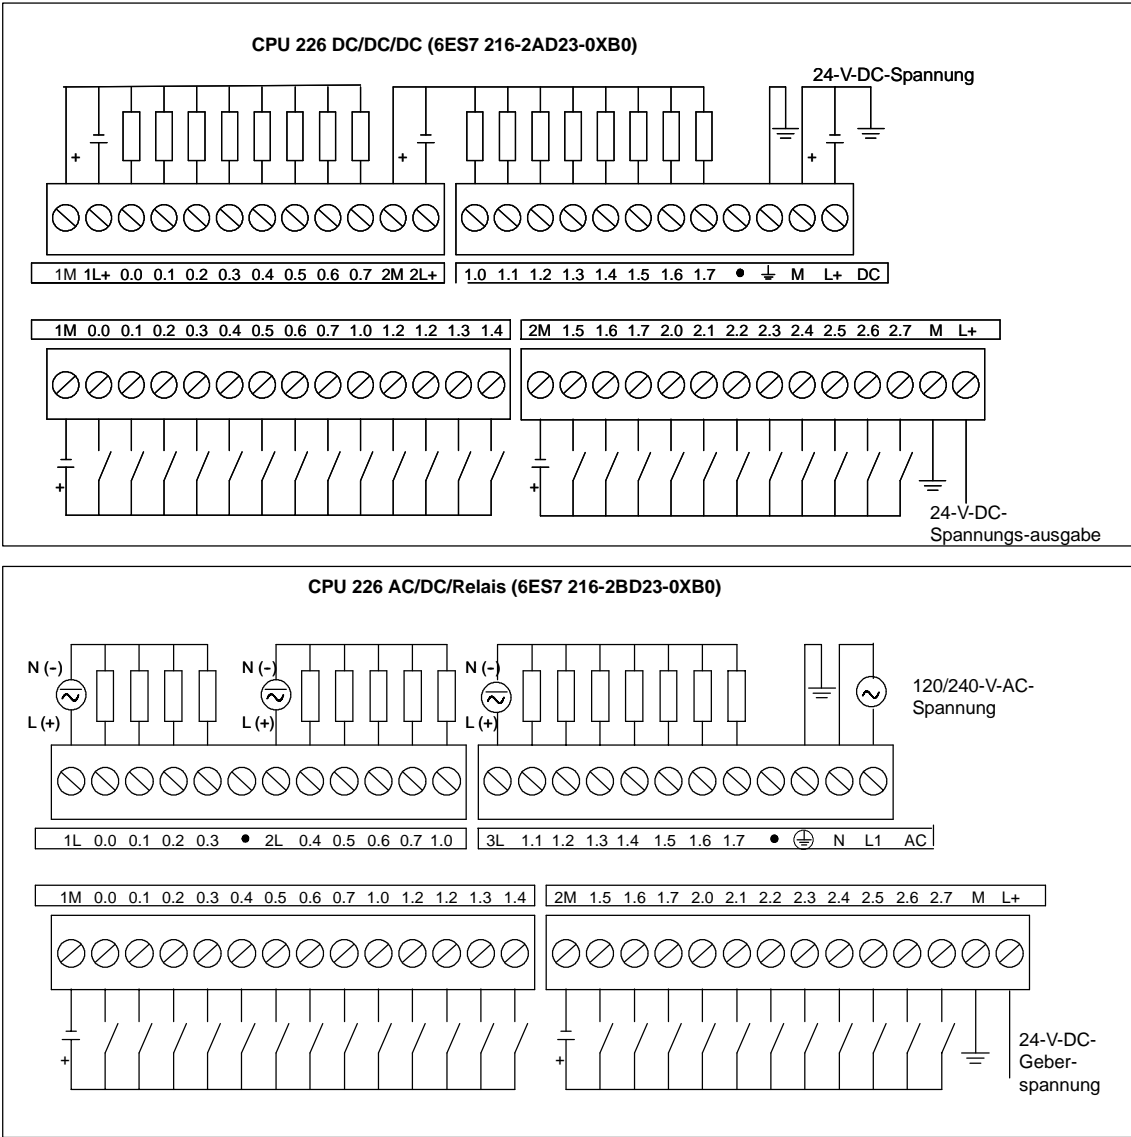 CPU 226 DC/DC/DC (6ES7 216-2AD23-0XB0)
24-V-DC-Spannung
+ + +
1M 1L+ 0.0 0.1 0.2 0.3 0.4 0.5 0.6 0.7 2M 2L+ 1.0 1.1 1.2 1.3 1.4 1.5 1.6 1.7 • ⏚ M L+ DC
1M 0.0 0.1 0.2 0.3 0.4 0.5 0.6 0.7 1.0 1.2 1.2 1.3 1.4 2M 1.5 1.6 1.7 2.0 2.1 2.2 2.3 2.4 2.5 2.6 2.7 M L+
+ +
24-V-DC-
Spannungs-ausgabe
CPU 226 AC/DC/Relais (6ES7 216-2BD23-0XB0)
N (-) N (-) N (-)
L (+) L (+) L (+)
120/240-V-AC-
Spannung
1L 0.0 0.1 0.2 0.3 • 2L 0.4 0.5 0.6 0.7 1.0 3L 1.1 1.2 1.3 1.4 1.5 1.6 1.7 • ⏚ N L1 AC
1M 0.0 0.1 0.2 0.3 0.4 0.5 0.6 0.7 1.0 1.2 1.2 1.3 1.4 2M 1.5 1.6 1.7 2.0 2.1 2.2 2.3 2.4 2.5 2.6 2.7 M L+
+ +
24-V-DC-
Geber-
spannung